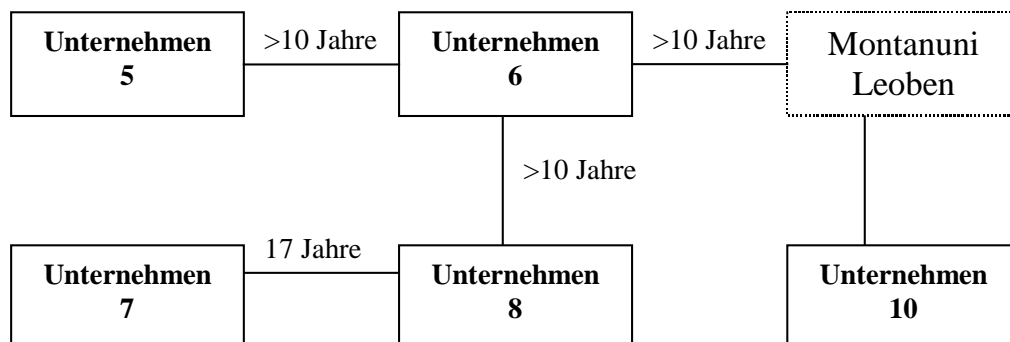 Unternehmen
5
>10 Jahre
Unternehmen
6
>10 Jahre
Montanuni
Leoben
>10 Jahre
Unternehmen
7
17 Jahre
Unternehmen
8
Unternehmen
10